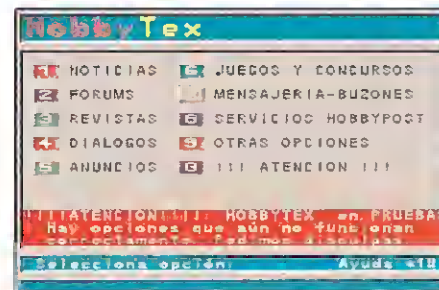 HobbyTex
1 NOTICIAS 6 JUEGOS Y CONCURSOS
2 FORUMS MENSAJERIA-BUZONES
3 REVISTAS 8 SERVICIOS HOBBYPOST
4 DIALOGOS 9 OTRAS OPCIONES
5 ANUNCIOS 10 !!! ATENCION !!!
!!!!ATENCION!!!!: HOBBYTEX en PRUEBAS
Hay opciones que aún no funcionan
correctamente. Pedimos disculpas.
Selecciona opción: Ayuda